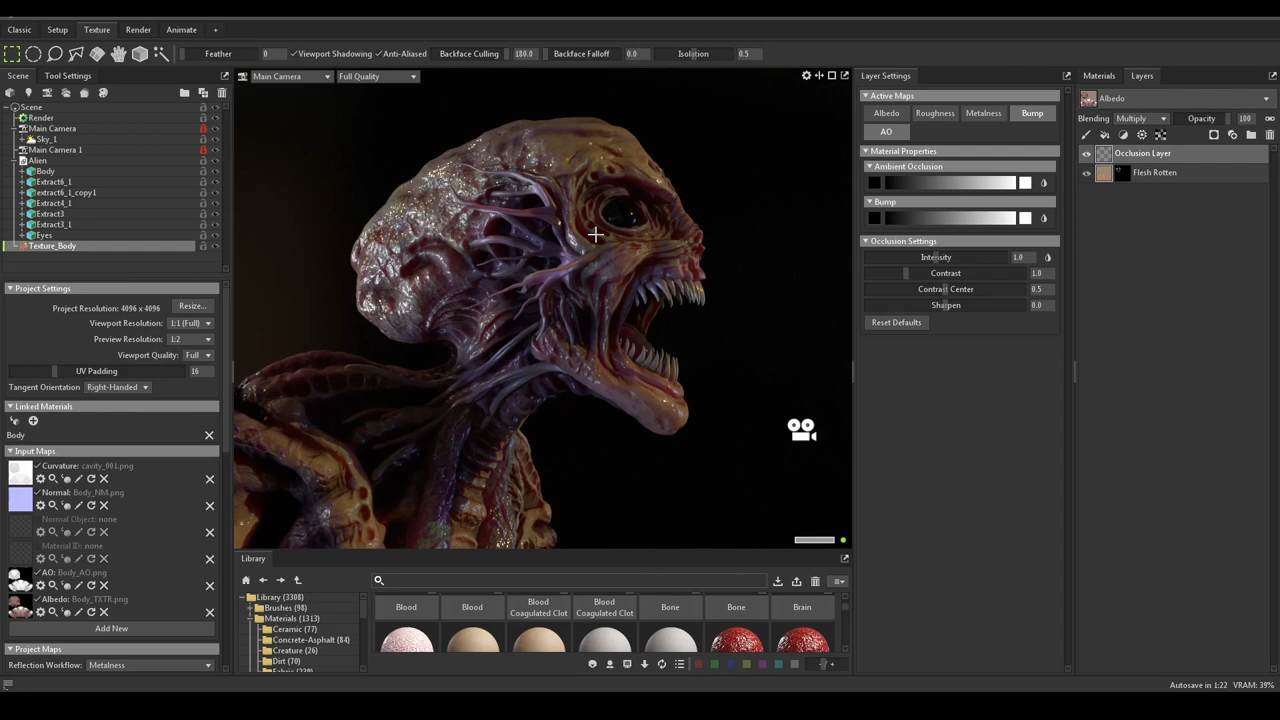 Classic Setup Texture Render Animate +
Feather 0 Viewport Shadowing Anti-Aliased Backface Culling 180.0 Backface Falloff 0.0 Isolation 0.5
Scene Tool Settings
Main Camera Full Quality
Layer Settings
Materials Layers
Scene
Render
Main Camera
Sky_1
Main Camera 1
Alien
Body
Extract6_1
Extract6_1_copy1
Extract4_1
Extract3
Extract3_1
Eyes
Texture_Body
Project Settings
Project Resolution: 4096 x 4096 Resize...
Viewport Resolution: 1:1 (Full)
Preview Resolution: 1:2
Viewport Quality: Full
UV Padding 16
Tangent Orientation Right-Handed
Linked Materials
Body
Input Maps
Curvature: cavity_001.png
Normal: Body_NM.png
Normal Object: none
Material ID: none
AO: Body_AO.png
Albedo: Body_TXTR.png
Add New
Project Maps
Reflection Workflow: Metalness
Library
Library (3308)
Brushes (98)
Materials (1313)
Ceramic (77)
Concrete-Asphalt (84)
Creature (26)
Dirt (70)
Blood
Blood
Blood Coagulated Clot
Blood Coagulated Clot
Bone
Bone
Brain
Active Maps
Albedo Roughness Metalness Bump
AO
Material Properties
Ambient Occlusion
Bump
Occlusion Settings
Intensity 1.0
Contrast 1.0
Contrast Center 0.5
Sharpen 0.0
Reset Defaults
Albedo
Blending Multiply Opacity 100
Occlusion Layer
Flesh Rotten
Autosave in 1:22 VRAM: 39%